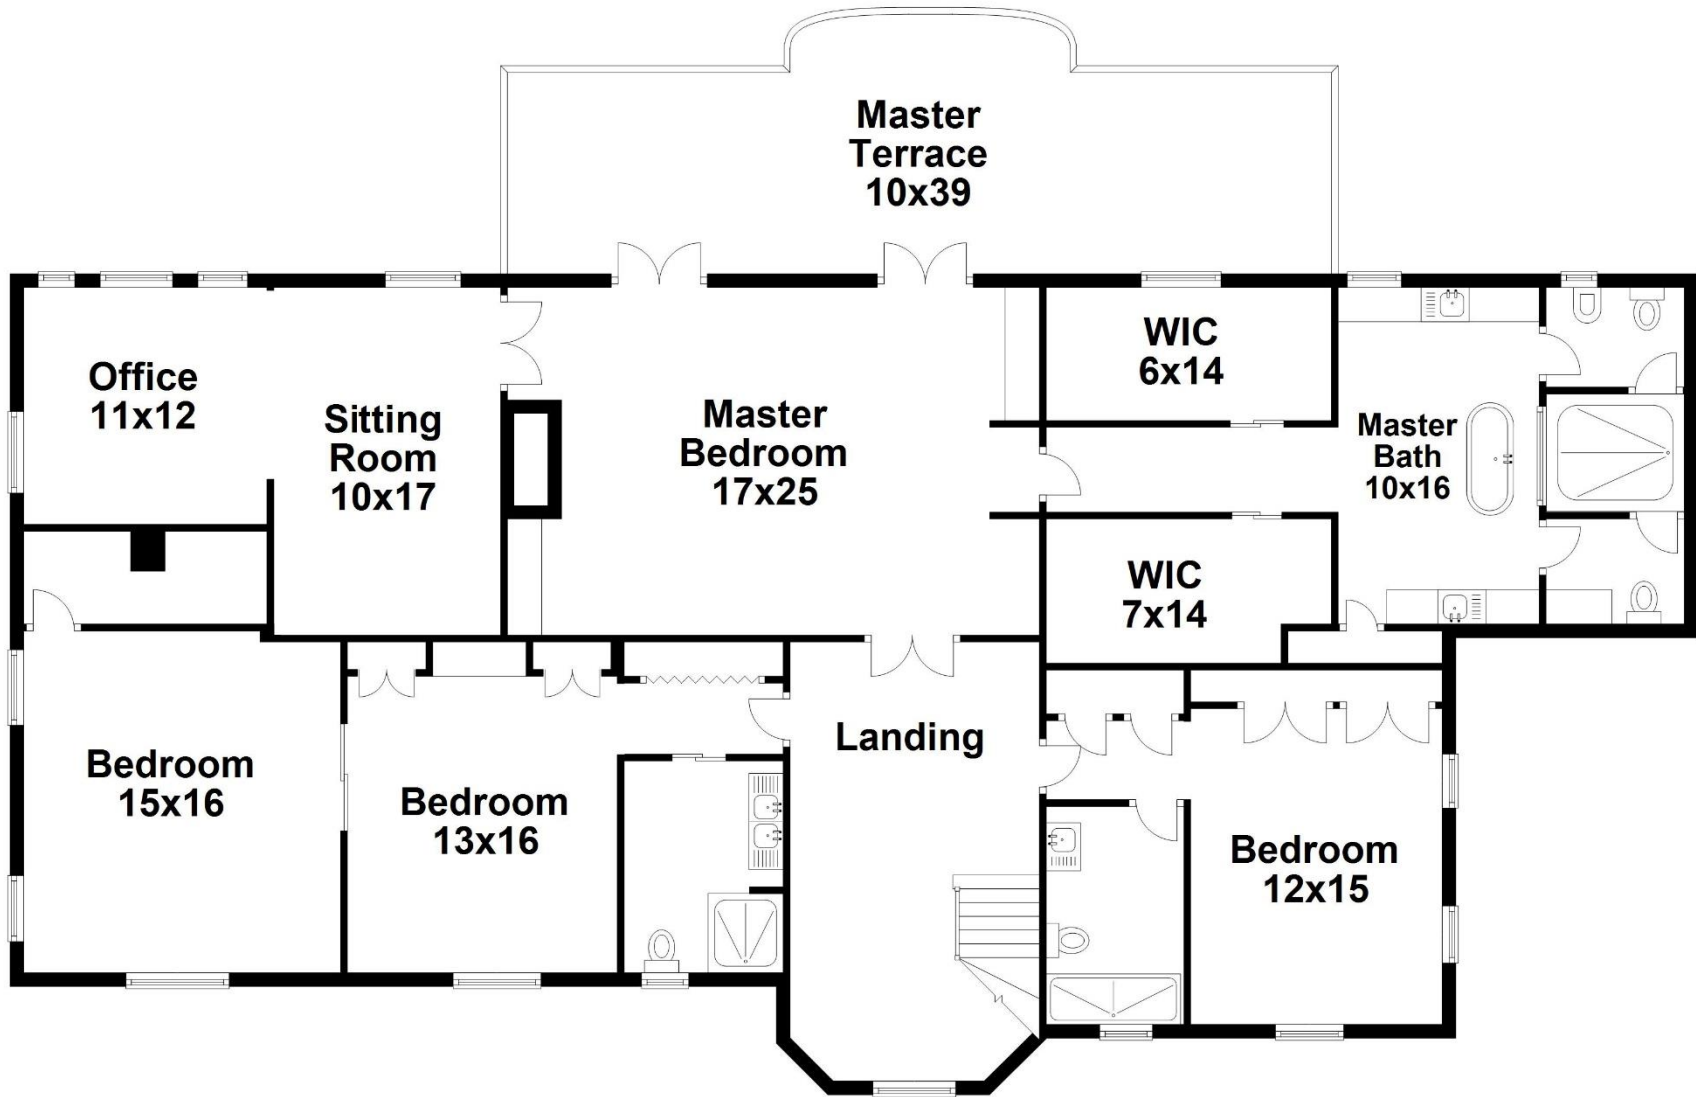 Master
Terrace
10x39
Office
11x12
Sitting
Room
10x17
Master
Bedroom
17x25
WIC
6x14
Master
Bath
10x16
WIC
7x14
Bedroom
15x16
Bedroom
13x16
Landing
Bedroom
12x15